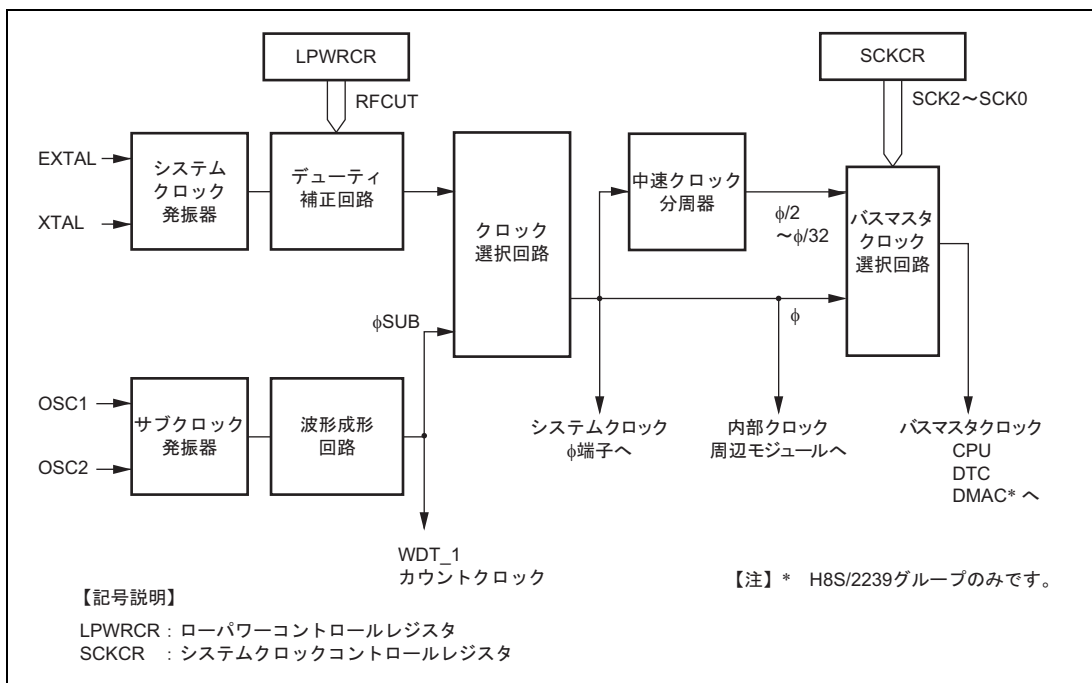 LPWRCR
SCKCR
RFCUT
SCK2～SCK0
EXTAL
XTAL
システム
クロック
発振器
デューティ
補正回路
クロック
選択回路
中速クロック
分周器
φ/2
～φ/32
バスマスタ
クロック
選択回路
φSUB
φ
OSC1
OSC2
サブクロック
発振器
波形成形
回路
システムクロック
φ端子へ
内部クロック
周辺モジュールへ
バスマスタクロック
CPU
DTC
DMAC* へ
WDT_1
カウントクロック
【注】* H8S/2239グループのみです。
【記号説明】
LPWRCR : ローパワーコントロールレジスタ
SCKCR : システムクロックコントロールレジスタ